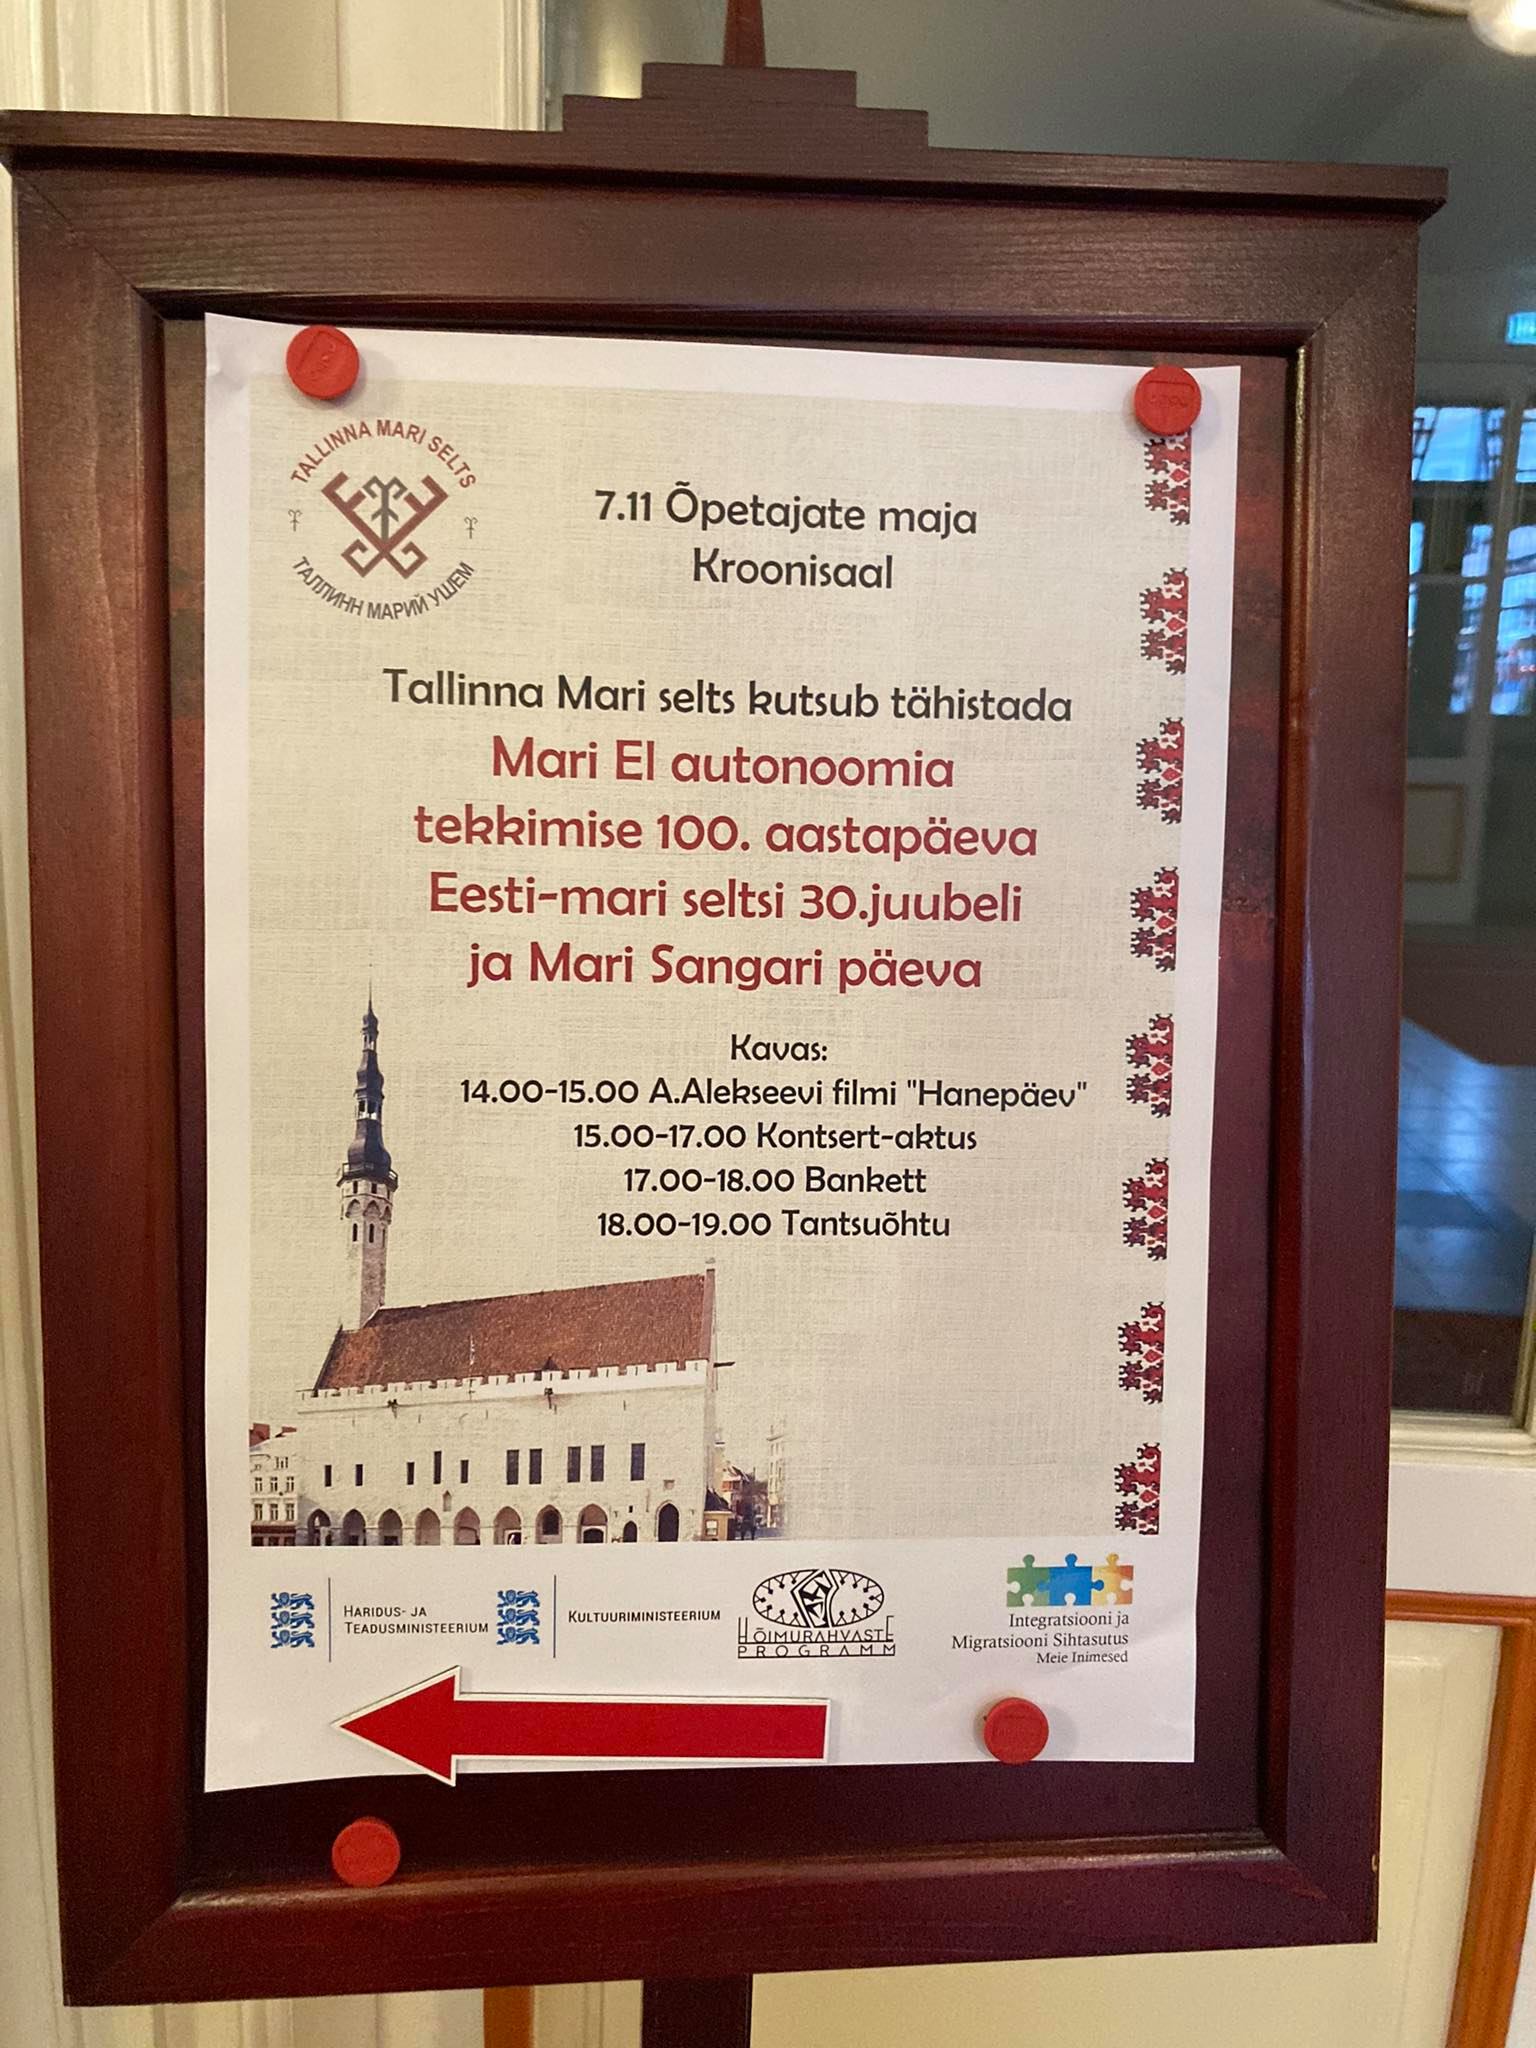 TALLINNA MARI SELTS
ТАЛЛИНН МАРИЙ УШЕМ
7.11 Õpetajate maja
Kroonisaal
Tallinna Mari selts kutsub tähistada
Mari El autonoomia
tekkimise 100. aastapäeva
Eesti-mari seltsi 30.juubeli
ja Mari Sangari päeva
Kavas:
14.00-15.00 A.Alekseevi filmi "Hanepäev"
15.00-17.00 Kontsert-aktus
17.00-18.00 Bankett
18.00-19.00 Tantsuõhtu
HARIDUS- JA
TEADUSMINISTEERIUM
KULTUURIMINISTEERIUM
HÕIMURAHVASTE
PROGRAMM
Integratsiooni ja
Migratsiooni Sihtasutus
Meie Inimesed